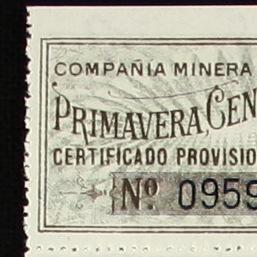 COMPAÑIA MINERA
PRIMAVERA, CEN
CERTIFICADO PROVISIO
Nº 0959